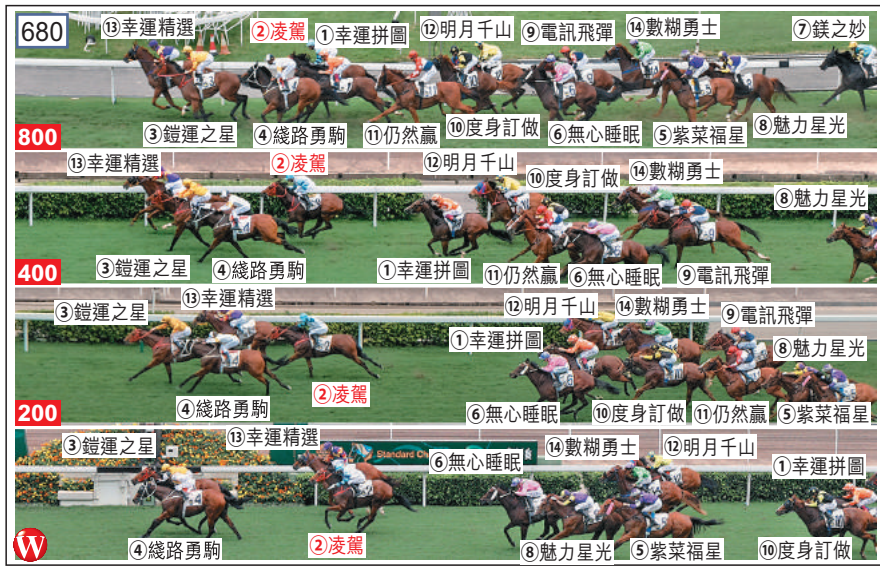 680
⑬幸運精選
②凌駕
①幸運拼圖
⑫明月千山
⑨電訊飛彈
⑭數糊勇士
⑦鎂之妙
800
③鎧運之星
④綫路勇駒
⑪仍然贏
⑩度身訂做
⑥無心睡眠
⑤紫菜福星
⑧魅力星光
⑬幸運精選
②凌駕
⑫明月千山
⑩度身訂做
⑭數糊勇士
⑧魅力星光
400
③鎧運之星
④綫路勇駒
①幸運拼圖
⑪仍然贏
⑥無心睡眠
⑨電訊飛彈
③鎧運之星
⑬幸運精選
⑫明月千山
⑭數糊勇士
⑨電訊飛彈
①幸運拼圖
⑧魅力星光
200
④綫路勇駒
②凌駕
⑥無心睡眠
⑩度身訂做
⑪仍然贏
⑤紫菜福星
③鎧運之星
⑬幸運精選
Standard Ch
⑥無心睡眠
⑭數糊勇士
⑫明月千山
①幸運拼圖
W
④綫路勇駒
②凌駕
⑧魅力星光
⑤紫菜福星
⑩度身訂做